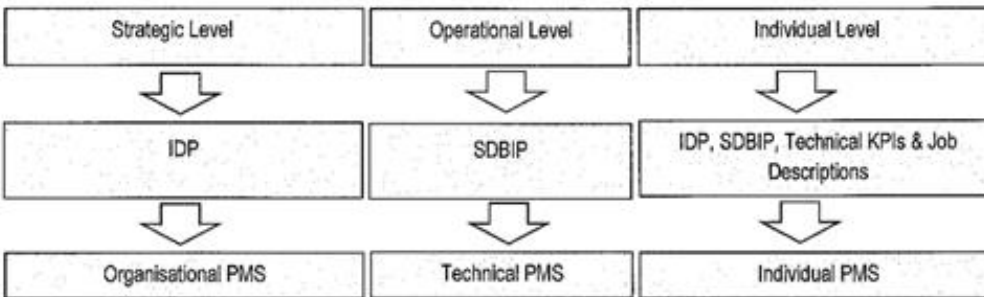 Strategic Level
Operational Level
Individual Level
IDP
SDBIP
IDP, SDBIP, Technical KPIs & Job
Descriptions
Organisational PMS
Technical PMS
Individual PMS